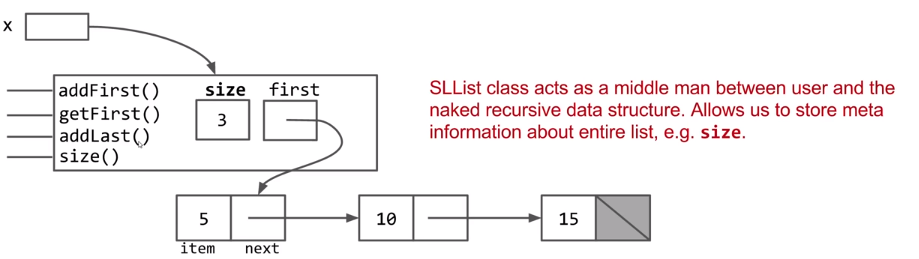 x
addFirst()
getFirst()
addLast()
size()
size first
3
SLList class acts as a middle man between user and the
naked recursive data structure. Allows us to store meta
information about entire list, e.g. size.
5
10
15
item next